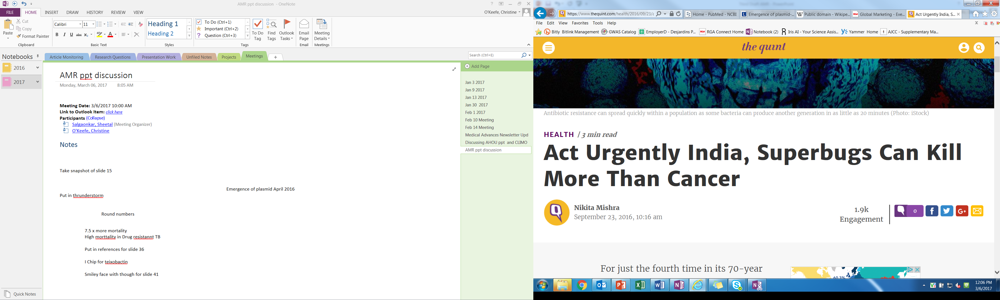 AMR ppt discussion - OneNote
FILE HOME INSERT DRAW HISTORY REVIEW VIEW
O'Keefe, Christine
Paste
Cut
Copy
Format Painter
Clipboard
Calibri 11
B I U abc X₂
Basic Text
Heading 1
Heading 2
Styles
To Do (Ctrl+1)
Important (Ctrl+2)
Question (Ctrl+3)
To Do Tag
Find Tags
Outlook Tasks
Tags
Email Page
Email
Meeting Details
Meetings
Notebooks
2016
2017
Quick Notes
Article Monitoring Research Questions Presentation Work Unfiled Notes Projects Meetings +
Search (Ctrl+E)
AMR ppt discussion
Monday, March 06, 2017 8:05 AM
Meeting Date: 3/6/2017 10:00 AM
Link to Outlook Item: click here
Participants (Collapse)
Salgaonkar, Sheetal (Meeting Organizer)
O'Keefe, Christine
Notes
Take snapshot of slide 15
Emergence of plasmid April 2016
Put in thrunderstorm
Round numbers
7.5 x more mortality
High morttality in Drug resistannt TB
Put in references for slide 36
I Chip for teixobactin
Smiley face with though for slide 41
Add Page
Jan 3 2017
Jan 9 2017
Jan 13 2017
Jan 30 2017
Feb 1 2017
Feb 10 Meeting
Feb 14 Meeting
Medical Advances Newsletter Upd
Discussing AHOU ppt and CLIMO
AMR ppt discussion
https://www.thequint.com/health/2016/09/23/a
Home - PubMed - NCBI
Emergence of plasmid-...
Public domain - Wikipe...
Global Marketing - Eve...
Act Urgently India, S...
File Edit View Favorites Tools Help
Bitly Bitlink Management
GWAS Catalog
EmployerD - Desjardins P...
RGA Connect Home
Notebook (2)
Iris AI - Your Science Assis...
Yammer Home
AJCC - Supplementary Ma...
the quint
Antibiotic resistance can spread quickly within a population as some bacteria can produce another generation in as little as 20 minutes (Photo: iStock)
HEALTH / 3 min read
Act Urgently India, Superbugs Can Kill
More Than Cancer
Nikita Mishra
September 23, 2016, 10:16 am
1.9k
Engagement
0
For just the fourth time in its 70-year
60.3%
12:06 PM
3/6/2017